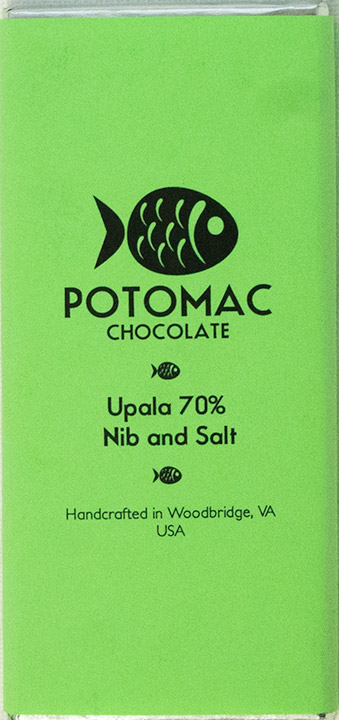 POTOMAC
CHOCOLATE
Upala 70%
Nib and Salt
Handcrafted in Woodbridge, VA
USA